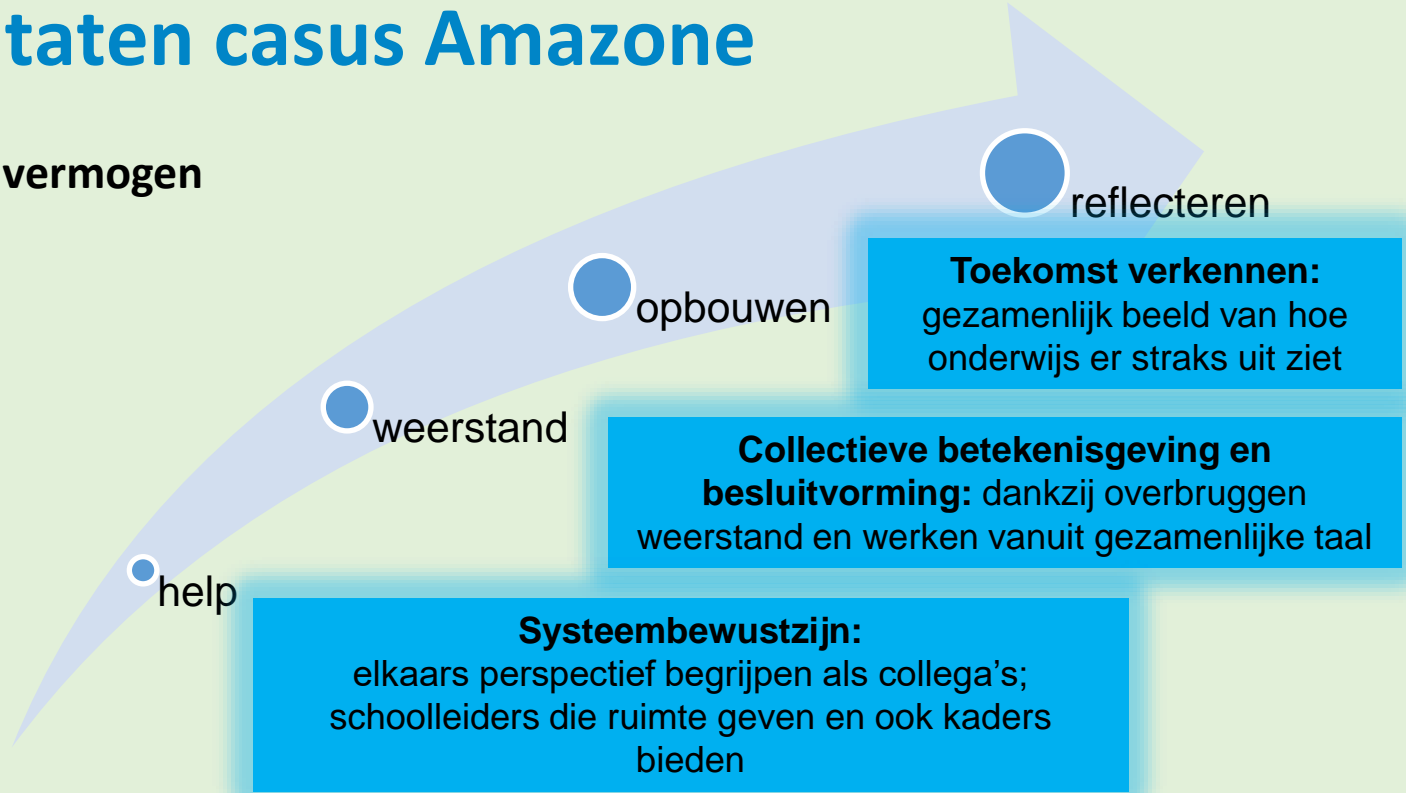 taten casus Amazone
vermogen
reflecteren
Toekomst verkennen:
gezamenlijk beeld van hoe
onderwijs er straks uit ziet
opbouwen
weerstand
Collectieve betekenisgeving en
besluitvorming: dankzij overbruggen
weerstand en werken vanuit gezamenlijke taal
help
Systeembewustzijn:
elkaars perspectief begrijpen als collega's;
schoolleiders die ruimte geven en ook kaders
bieden